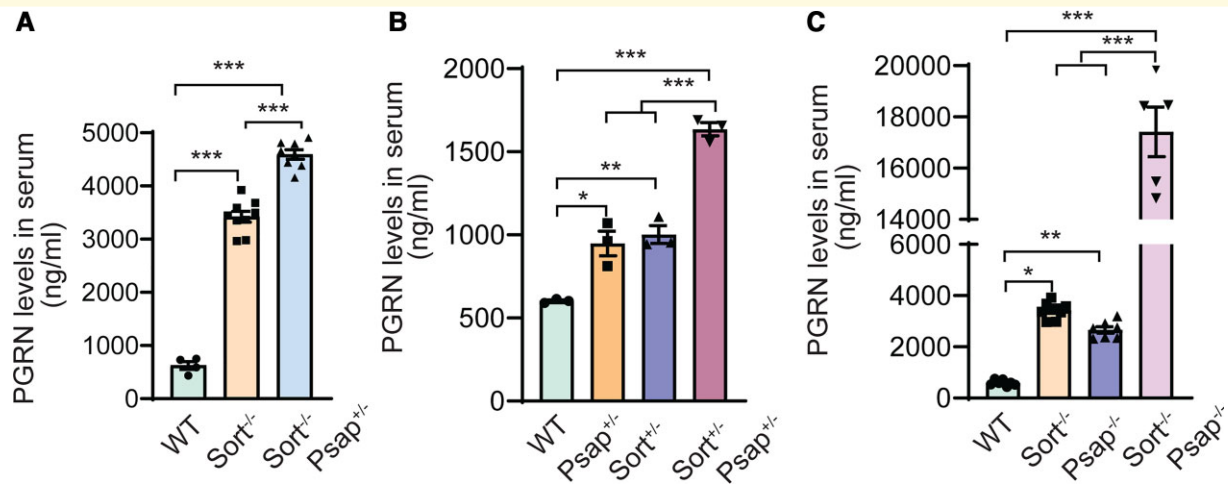 A
PGRN levels in serum
(ng/ml)
5000
4000
3000
2000
1000
0
***
***
***
WT
Sort-/-
Sort-/-
Psap+/-
B
PGRN levels in serum
(ng/ml)
2000
1500
1000
500
0
***
***
**
*
WT
Psap+/-
Sort+/-
Sort+/-
Psap+/-
C
PGRN levels in serum
(ng/ml)
20000
18000
16000
14000
6000
4000
2000
0
***
***
**
*
WT
Sort-/-
Psap-/-
Sort-/-
Psap-/-